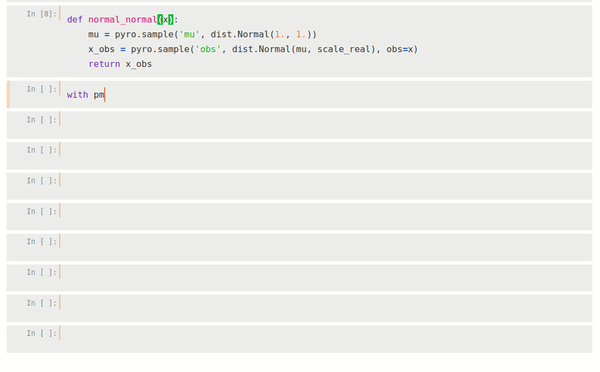 In [8]:
def normal_normal(x):
    mu = pyro.sample('mu', dist.Normal(1., 1.))
    x_obs = pyro.sample('obs', dist.Normal(mu, scale_real), obs=x)
    return x_obs
In [ ]:
with pm
In [ ]:
In [ ]:
In [ ]:
In [ ]:
In [ ]:
In [ ]:
In [ ]:
In [ ]: